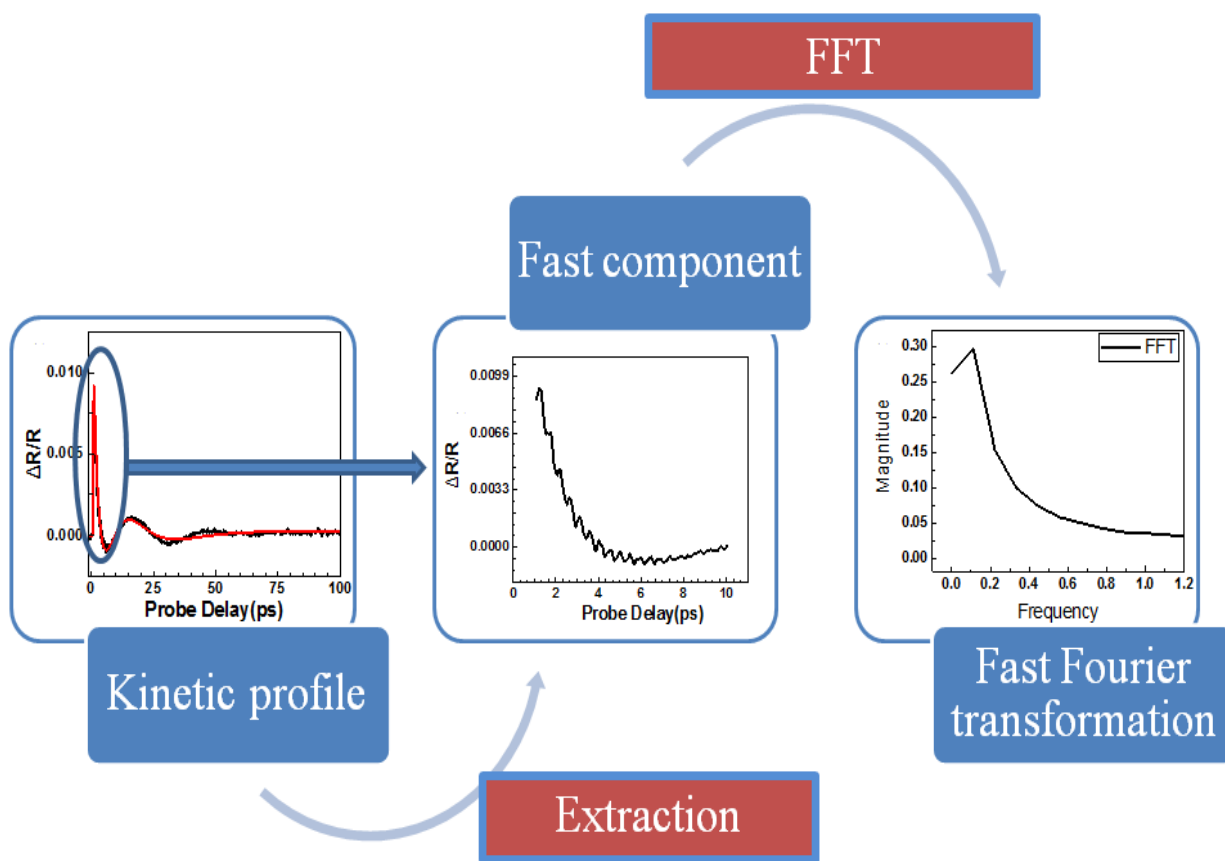 FFT
Fast component
0.010
0.005
0.000
ΔR/R
0
25
50
75
100
Probe Delay(ps)
Kinetic profile
0.0099
0.0066
0.0033
0.0000
ΔR/R
0
2
4
6
8
10
Probe Delay(ps)
FFT
0.30
0.25
0.20
0.15
0.10
0.05
0.00
Magnitude
0.0
0.2
0.4
0.6
0.8
1.0
1.2
Frequency
Fast Fourier
transformation
Extraction